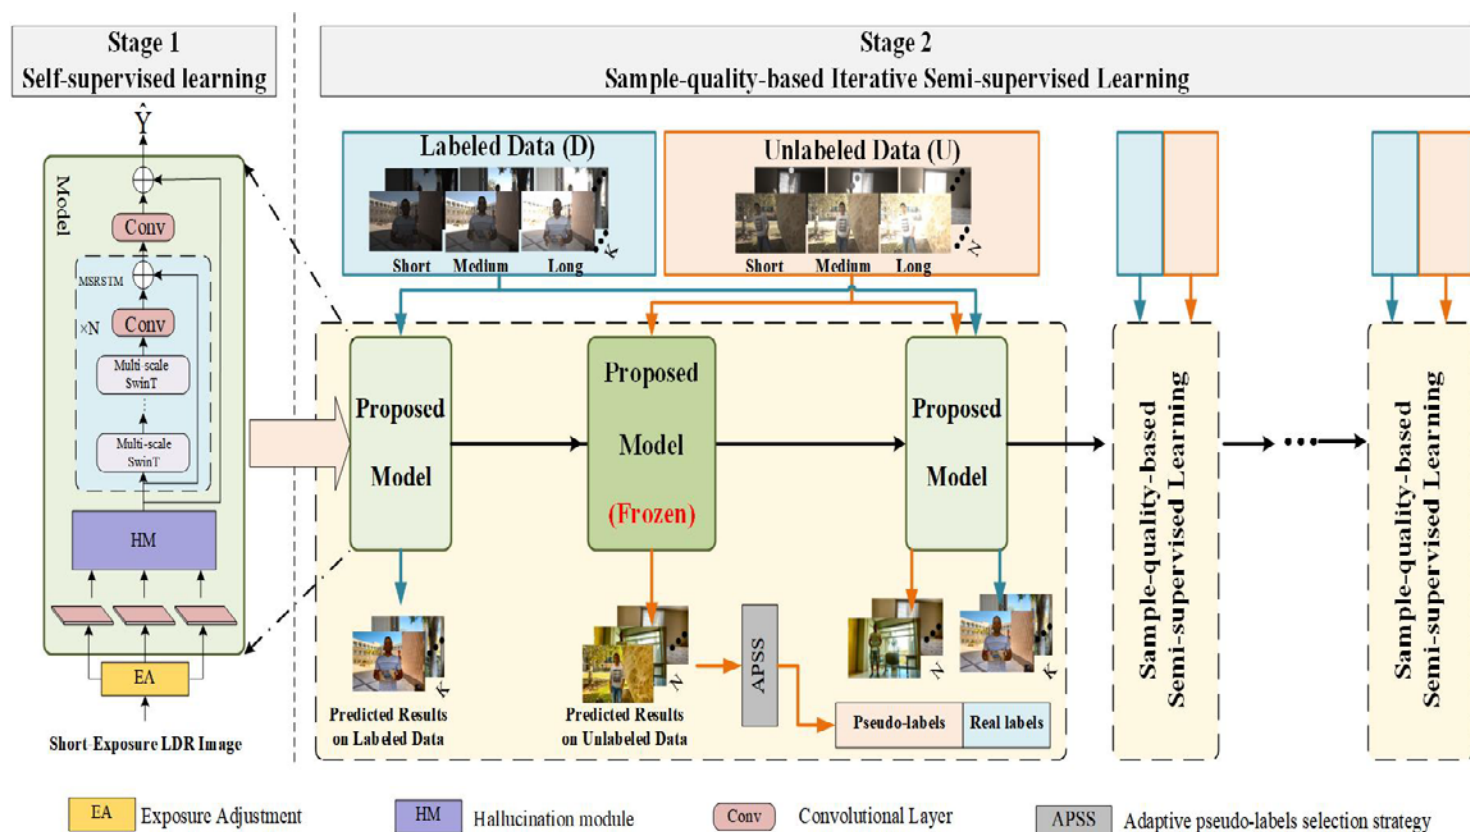 Stage 1
Self-supervised learning
Stage 2
Sample-quality-based Iterative Semi-supervised Learning
Y
Model
Conv
MSRSTM
×N
Conv
Multi-scale
SwinT
Multi-scale
SwinT
HM
EA
Short-Exposure LDR Image
Labeled Data (D)
Short Medium Long
K
Unlabeled Data (U)
Short Medium Long
N
Proposed
Model
Proposed
Model
(Frozen)
Proposed
Model
Predicted Results
on Labeled Data
K
Predicted Results
on Unlabeled Data
N
APSS
N
K
Pseudo-labels Real labels
Sample-quality-based
Semi-supervised Learning
Sample-quality-based
Semi-supervised Learning
EA Exposure Adjustment
HM Hallucination module
Conv Convolutional Layer
APSS Adaptive pseudo-labels selection strategy